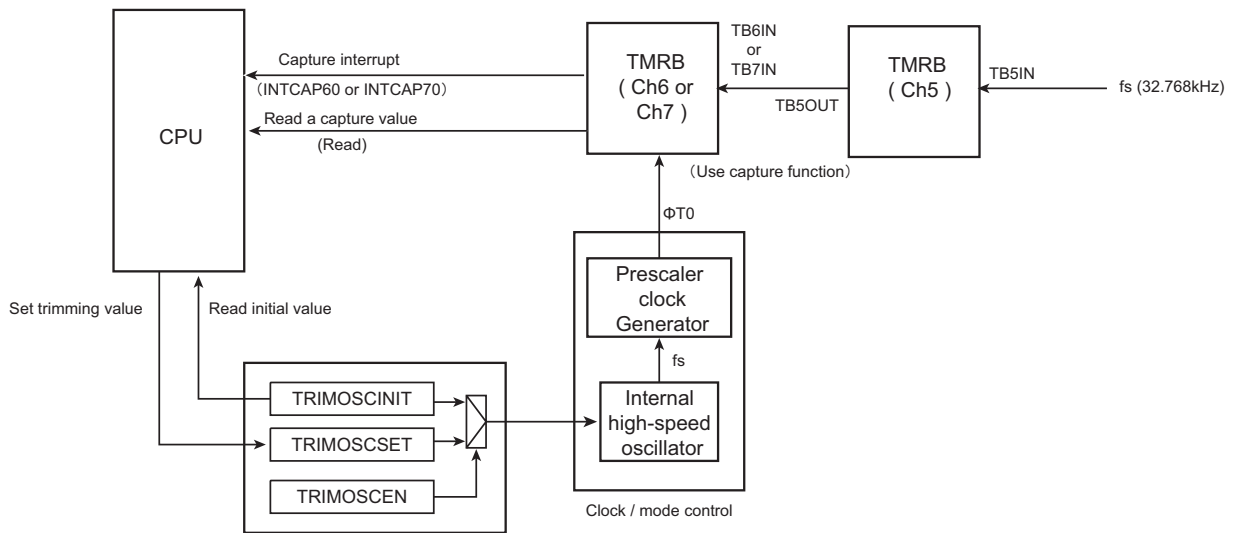 CPU
Capture interrupt
（INTCAP60 or INTCAP70）
Read a capture value
(Read)
TMRB
( Ch6 or
Ch7 )
TB6IN
or
TB7IN
TB5OUT
TMRB
( Ch5 )
TB5IN
fs (32.768kHz)
（Use capture function）
ΦT0
Prescaler
clock
Generator
fs
Internal
high-speed
oscillator
Clock / mode control
Set trimming value
Read initial value
TRIMOSCINIT
TRIMOSCSET
TRIMOSCEN